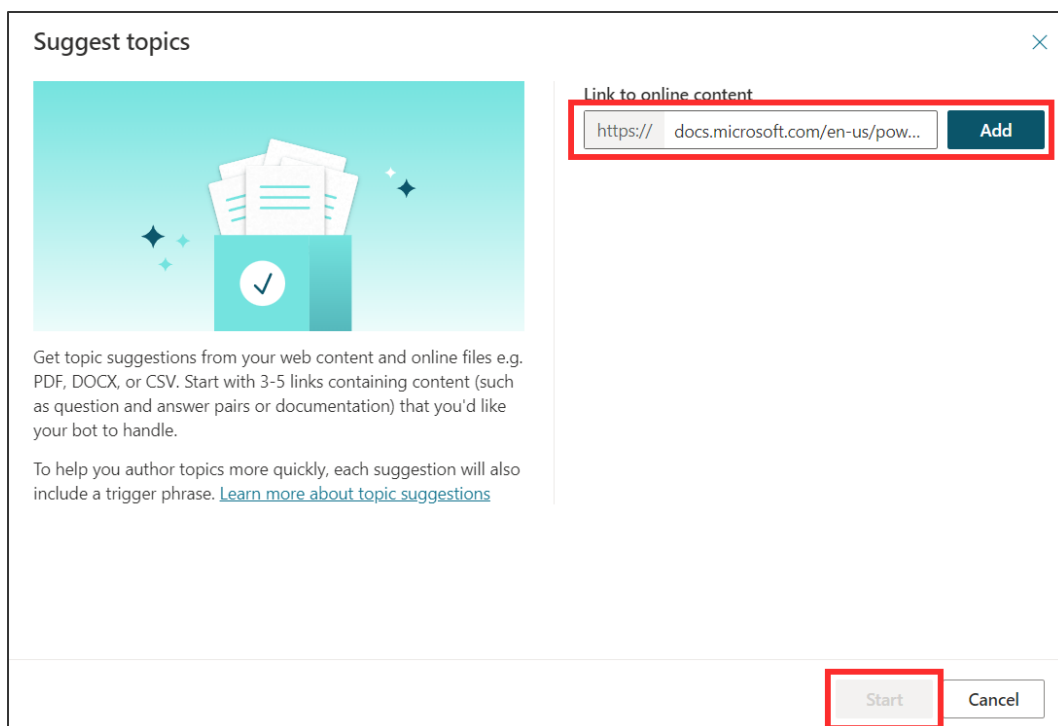 Suggest topics
Link to online content
https:// docs.microsoft.com/en-us/pow... Add
Get topic suggestions from your web content and online files e.g.
PDF, DOCX, or CSV. Start with 3-5 links containing content (such
as question and answer pairs or documentation) that you'd like
your bot to handle.
To help you author topics more quickly, each suggestion will also
include a trigger phrase. Learn more about topic suggestions
Start Cancel